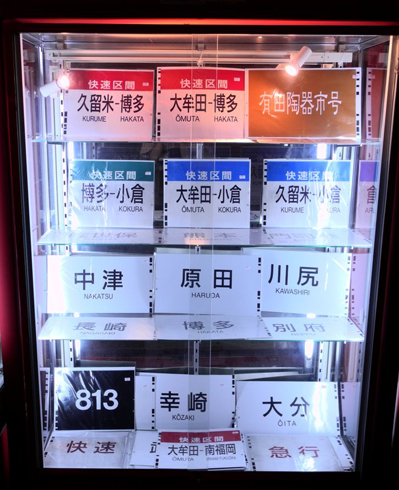 快速区間
久留米-博多
KURUME HAKATA
快速区間
大牟田-博多
ŌMUTA HAKATA
有田陶器市号
快速区間
博多-小倉
HAKATA KOKURA
快速区間
大牟田-小倉
ŌMUTA KOKURA
快速区間
久留米-小倉
KURUME KOKURA
倉
熊本
中津
NAKATSU
原田
HARUDA
川尻
KAWASHIRI
長崎
博多
HAKATA
別府
813
幸崎
KŌZAKI
大分
ŌITA
快速
快速区間
大牟田-南福岡
ŌMUTA
急行